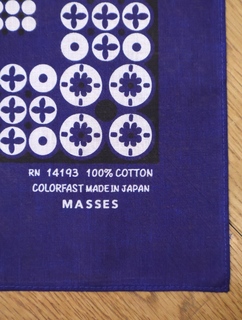 RN 14193 100% COTTON
COLORFAST MADE IN JAPAN
MASSES